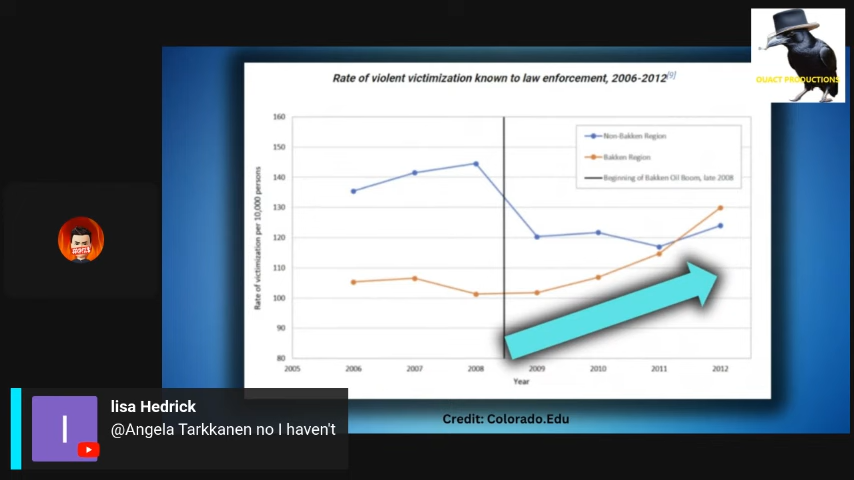 QUACT PRODUCTIONS
Rate of violent victimization known to law enforcement, 2006-2012[9]
160
150
140
130
120
110
100
90
80
Rate of victimization per 10,000 persons
Non-Bakken Region
Bakken Region
Beginning of Bakken Oil Boom, late 2008
2005 2006 2007 2008 2009 2010 2011 2012
Year
Credit: Colorado.Edu
l
lisa Hedrick
@Angela Tarkkanen no I haven't